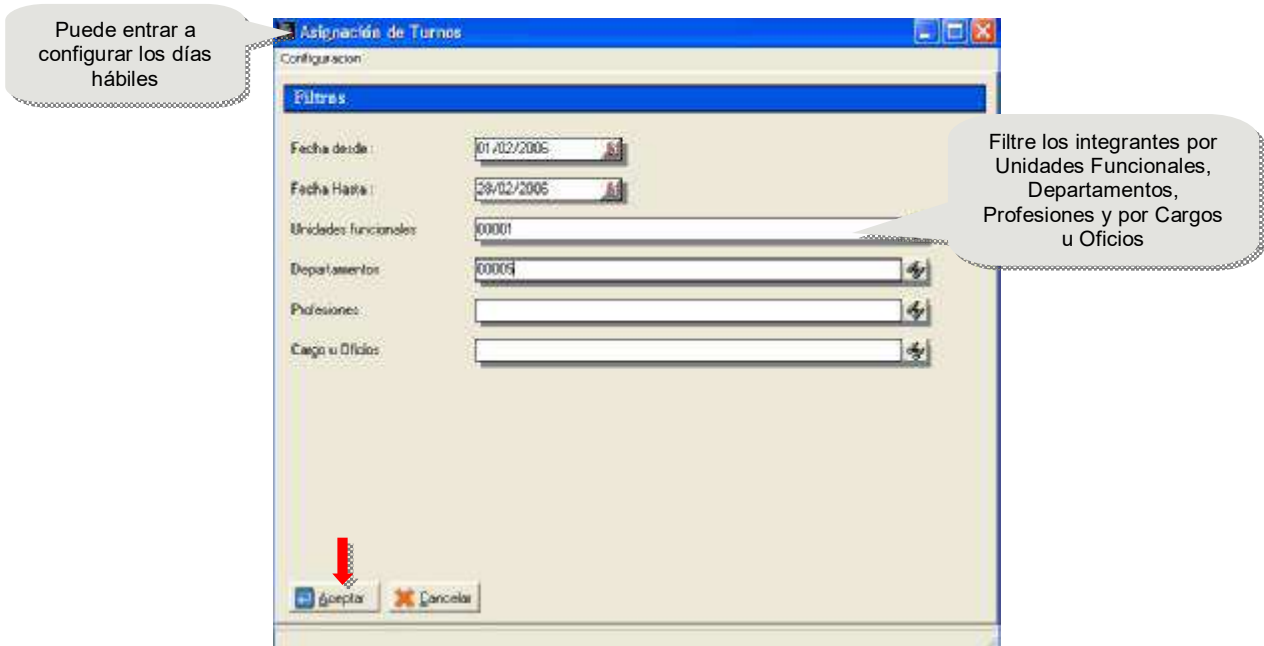 Puede entrar a
configurar los días
hábiles
Asignación de Turnos
Configuracion
Filtros
Fecha desde :
01/02/2006
Fecha Hasta :
28/02/2006
Unidades funcionales
00001
Departamentos
00005
Profesiones
Cargo u Oficios
Filtre los integrantes por
Unidades Funcionales,
Departamentos,
Profesiones y por Cargos
u Oficios
Aceptar
Cancelar